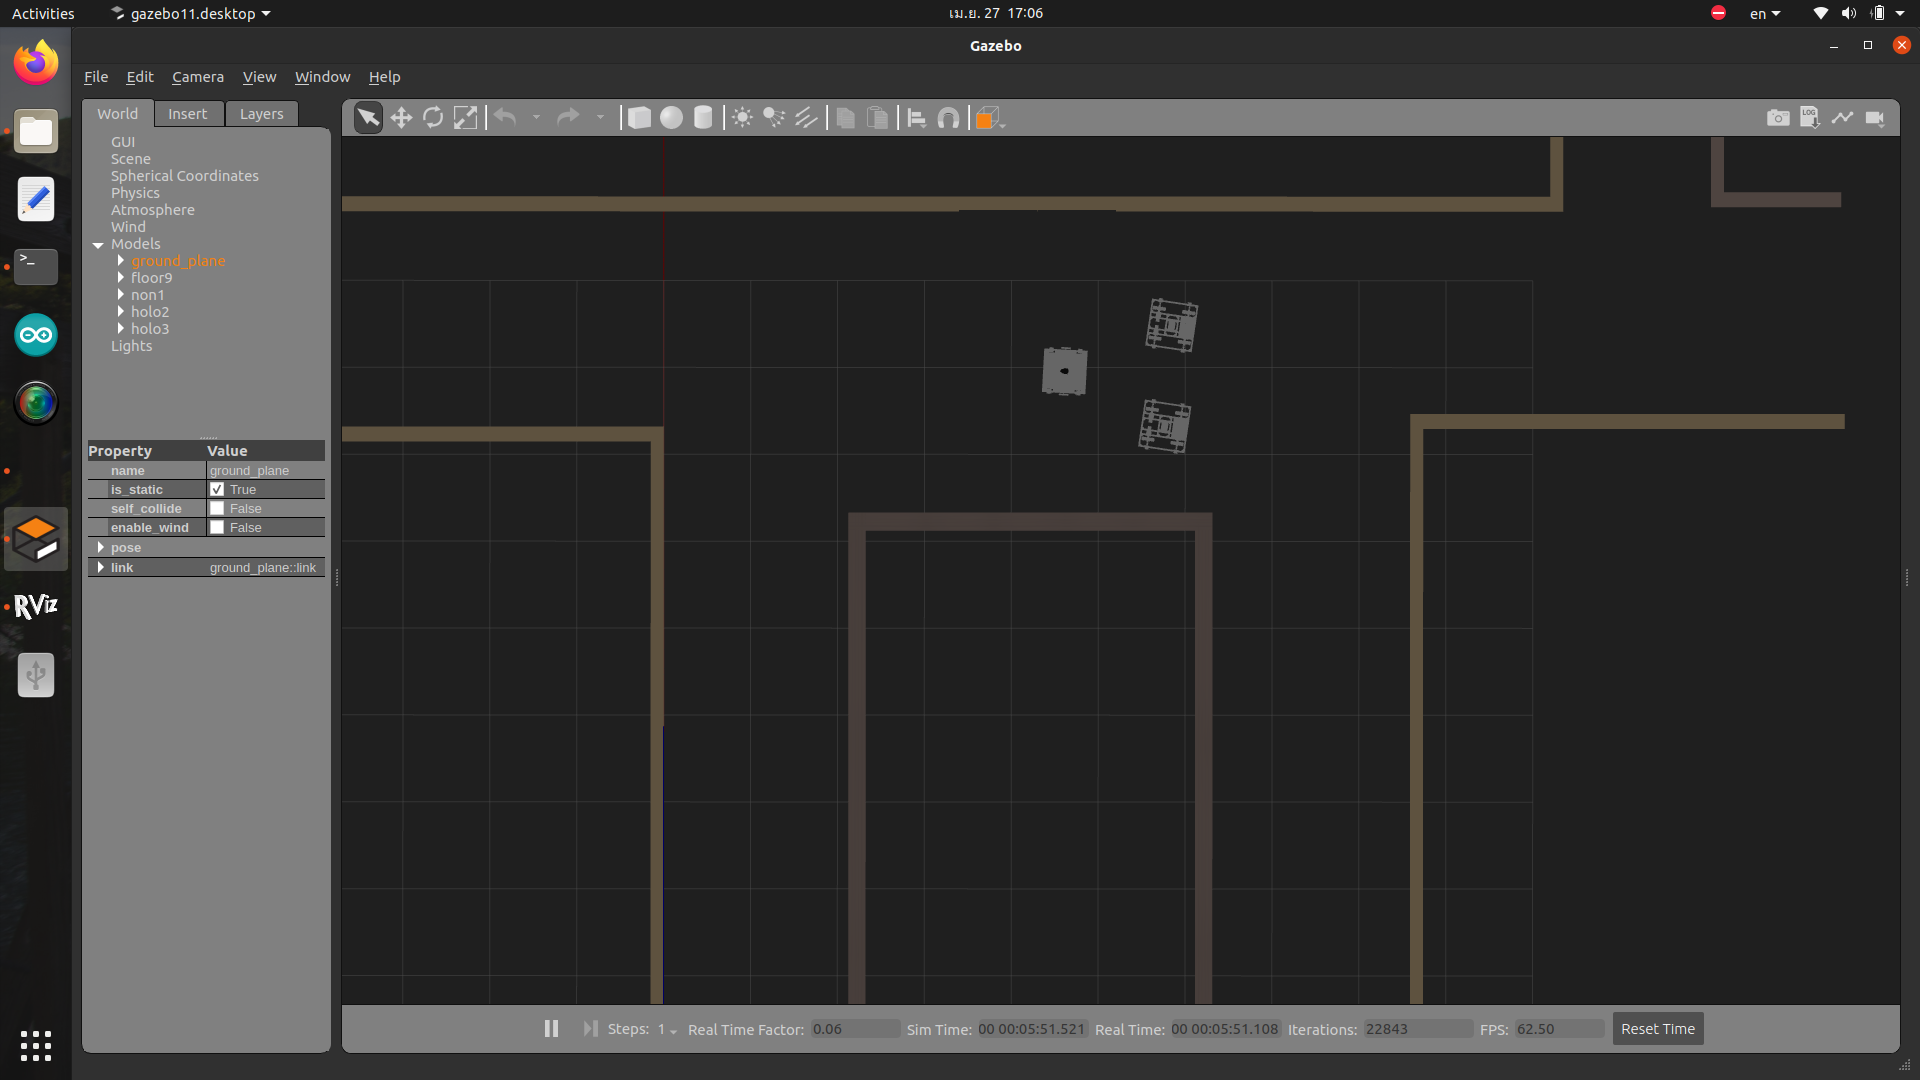 Activities
gazebo11.desktop
เม.ย. 27 17:06
en
Gazebo
File Edit Camera View Window Help
World Insert Layers
LOG
GUI
Scene
Spherical Coordinates
Physics
Atmosphere
Wind
Models
ground_plane
floor9
non1
holo2
holo3
Lights
Property Value
name ground_plane
is_static True
self_collide False
enable_wind False
pose
link ground_plane::link
RViz
Steps: 1 Real Time Factor: 0.06 Sim Time: 00 00:05:51.521 Real Time: 00 00:05:51.108 Iterations: 22843 FPS: 62.50 Reset Time